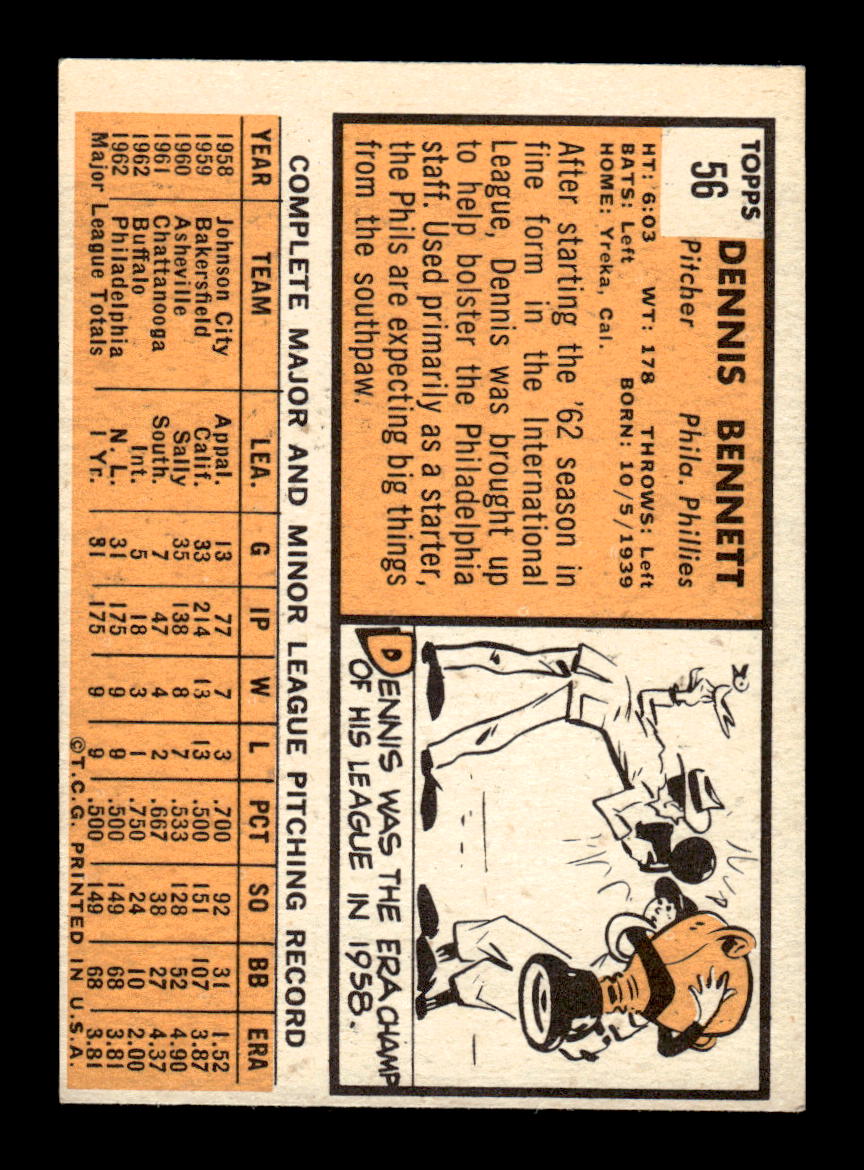 TOPPS
56
DENNIS BENNETT
Pitcher Phila. Phillies
HT: 6:03 WT: 178 THROWS: Left
BATS: Left BORN: 10/5/1939
HOME: Yreka, Cal.
After starting the '62 season in
fine form in the International
League, Dennis was brought up
to help bolster the Philadelphia
staff. Used primarily as a starter,
the Phils are expecting big things
from the southpaw.
DENNIS WAS THE ERA CHAMP
OF HIS LEAGUE IN 1958.
COMPLETE MAJOR AND MINOR LEAGUE PITCHING RECORD
YEAR TEAM LEA. G IP W L PCT SO BB ERA
1958 Johnson City Appal. 13 77 7 3 .700 92 31 1.52
1959 Bakersfield Calif. 33 214 13 13 .500 151 107 3.87
1960 Asheville Sally 35 138 8 7 .533 128 52 4.90
1961 Chattanooga South. 7 47 4 2 .667 38 27 4.37
1962 Buffalo Int. 5 18 3 1 .750 24 10 2.00
1962 Philadelphia N. L. 31 175 9 9 .500 149 68 3.81
Major League Totals 1 Yr. 31 175 9 9 .500 149 68 3.81
©T.C.G. PRINTED IN U.S.A.